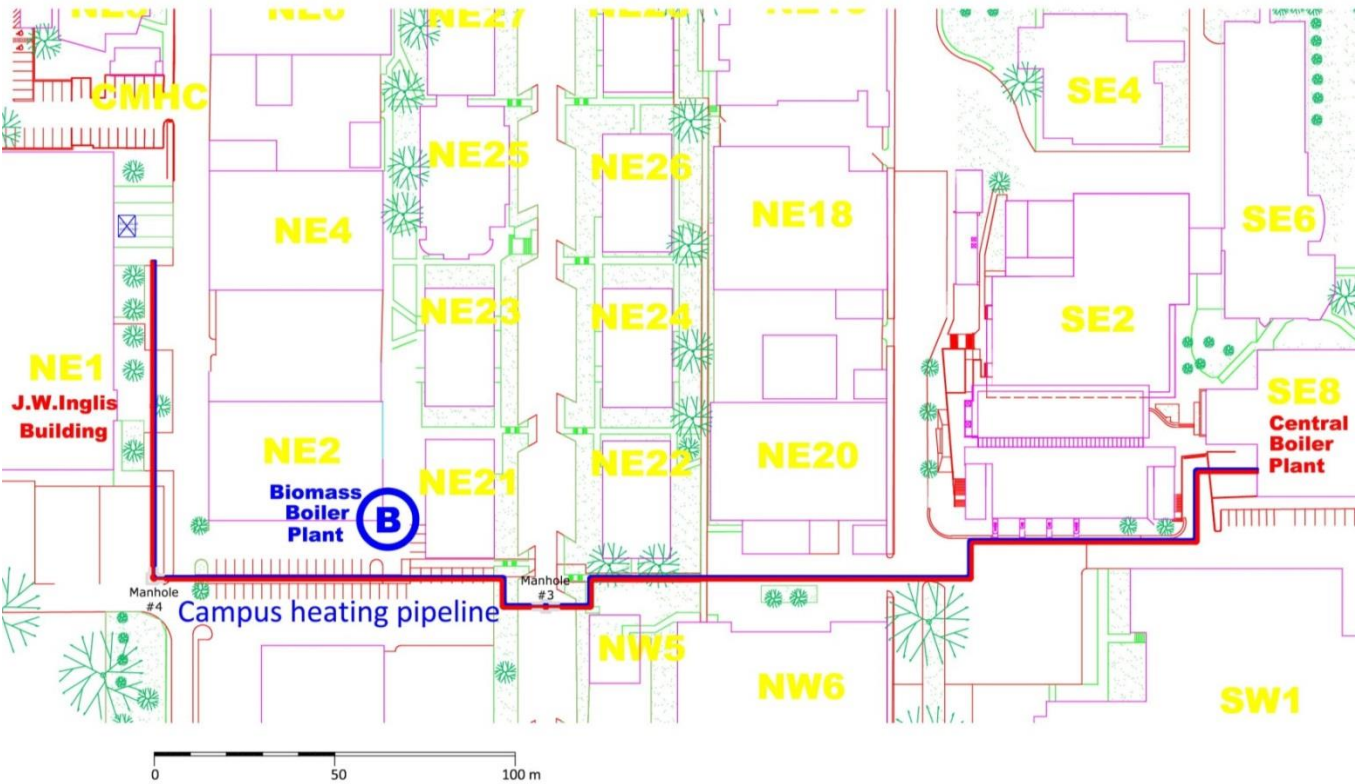 NE27
CMHC
SE4
NE25
NE26
NE4
NE18
SE6
NE23
NE24
SE2
NE1
J.W.Inglis
Building
NE2
NE21
NE22
NE20
SE8
Central
Boiler
Plant
Biomass
Boiler
Plant
B
Manhole
#4
Manhole
#3
Campus heating pipeline
NW5
NW6
SW1
0 50 100 m